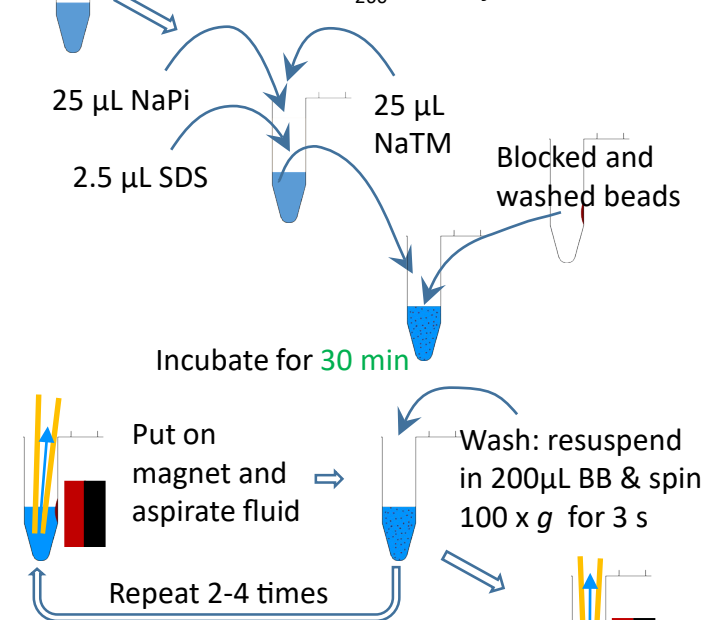 25 µL NaPi
25 µL
NaTM
2.5 µL SDS
Blocked and
washed beads
Incubate for 30 min
Put on
magnet and
aspirate fluid
Wash: resuspend
in 200µL BB & spin
100 x g for 3 s
Repeat 2-4 times